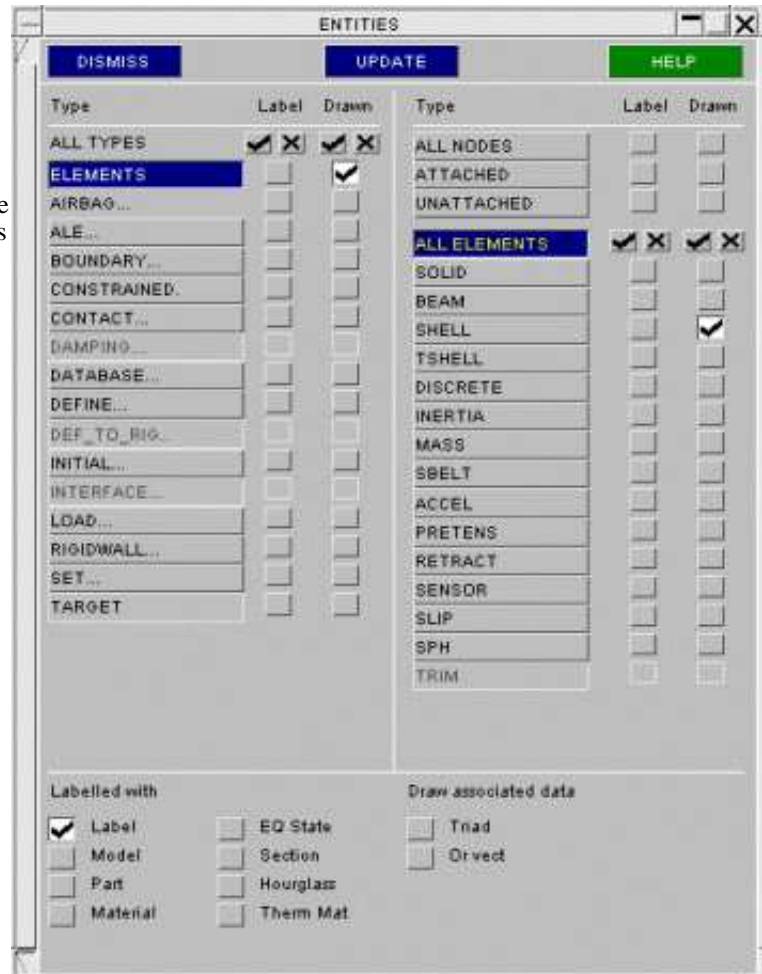 ENTITIES
DISMISS UPDATE HELP
Type Label Drawn
ALL TYPES
ELEMENTS
AIRBAG...
ALE...
BOUNDARY...
CONSTRAINED.
CONTACT...
DAMPING...
DATABASE...
DEFINE...
DEF_TO_RIG...
INITIAL...
INTERFACE...
LOAD...
RIGIDWALL...
SET...
TARGET
Type Label Drawn
ALL NODES
ATTACHED
UNATTACHED
ALL ELEMENTS
SOLID
BEAM
SHELL
TSHELL
DISCRETE
INERTIA
MASS
SBELT
ACCEL
PRETENS
RETRACT
SENSOR
SLIP
SPH
TRIM
Labelled with
Label EQ State
Model Section
Part Hourglass
Material Therm Mat
Draw associated data
Triad
Or vect